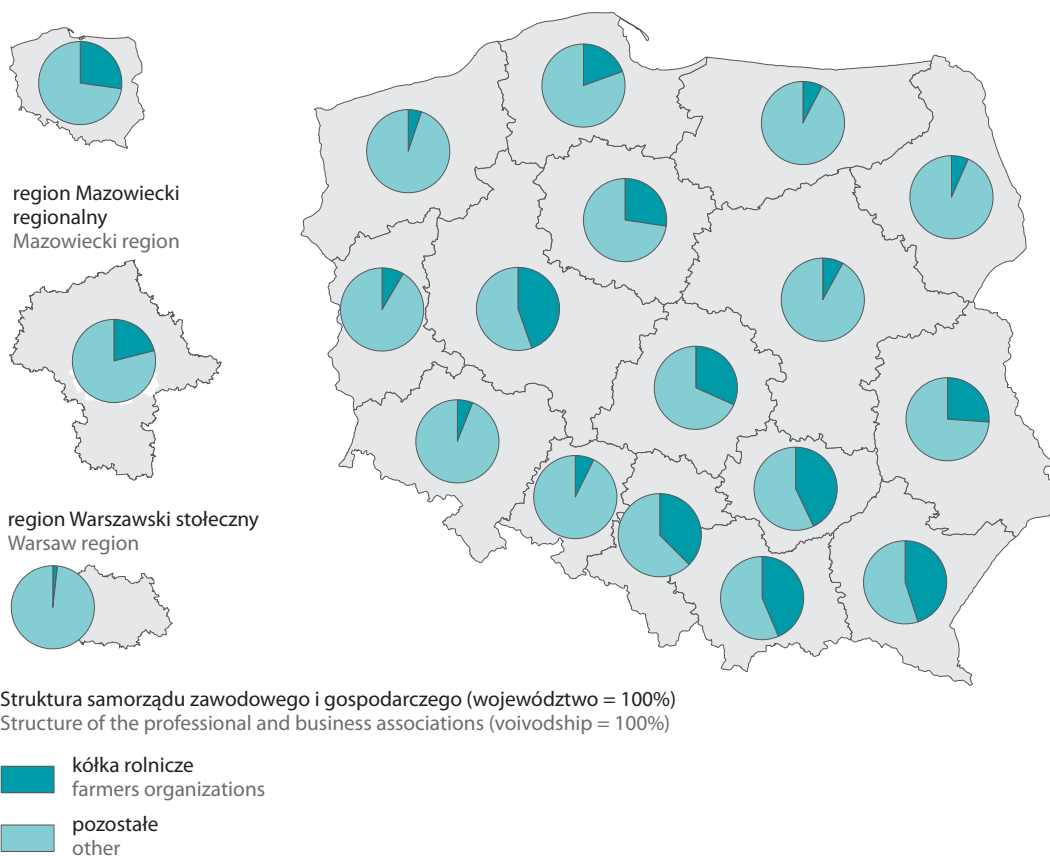 region Mazowiecki
regionalny
Mazowiecki region
region Warszawski stołeczny
Warsaw region
Struktura samorządu zawodowego i gospodarczego (województwo = 100%)
Structure of the professional and business associations (voivodship = 100%)
kółka rolnicze
farmers organizations
pozostałe
other